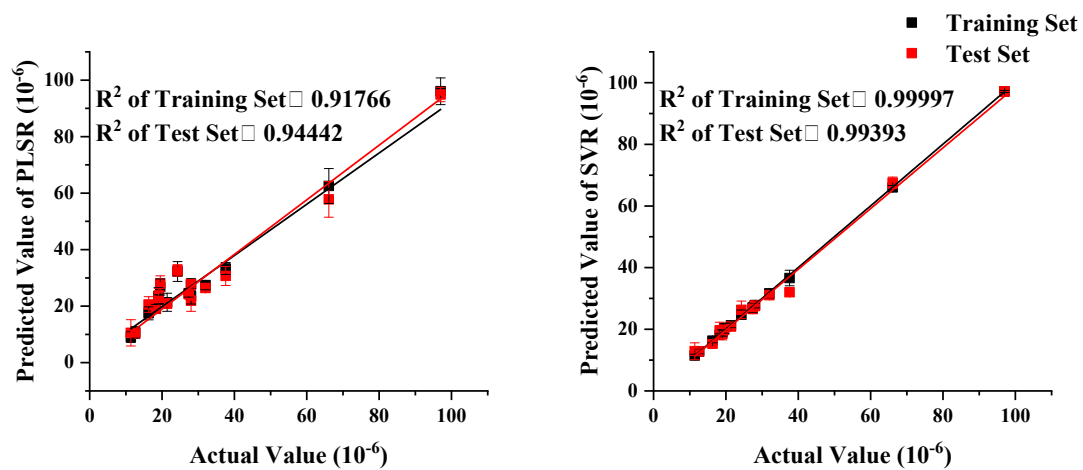 Training Set
Test Set
R² of Training Set□ 0.91766
R² of Test Set□ 0.94442
Predicted Value of PLSR (10⁻⁶)
100
80
60
40
20
0
0 20 40 60 80 100
Actual Value (10⁻⁶)
R² of Training Set□ 0.99997
R² of Test Set□ 0.99393
Predicted Value of SVR (10⁻⁶)
100
80
60
40
20
0
0 20 40 60 80 100
Actual Value (10⁻⁶)